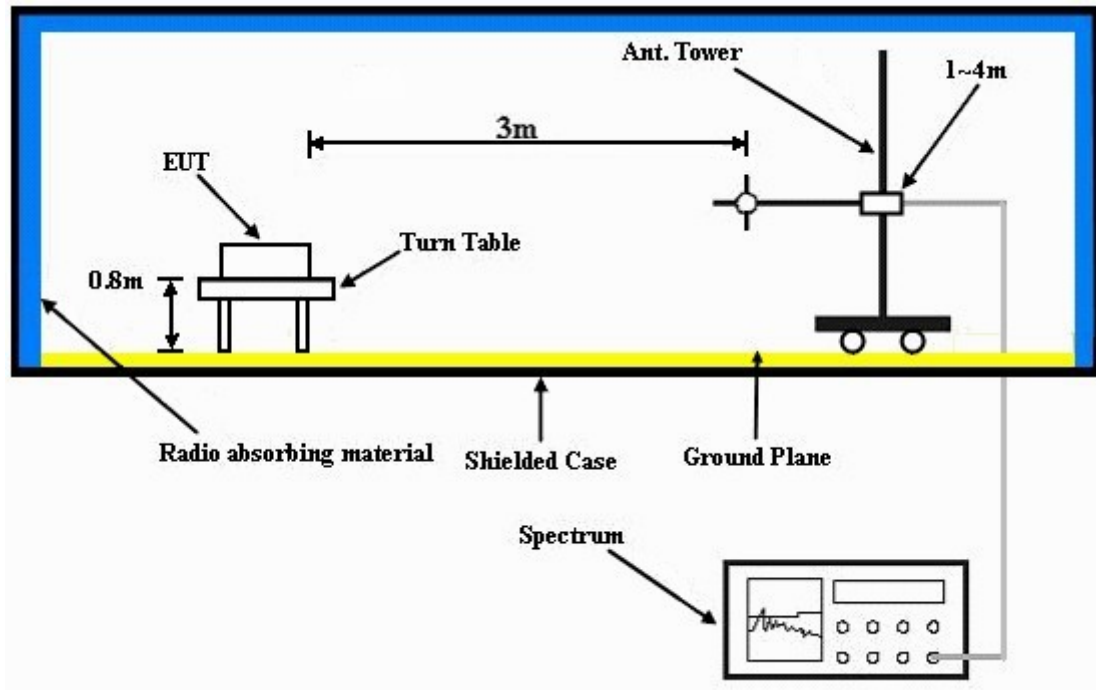 Ant. Tower
1~4m
3m
EUT
Turn Table
0.8m
Radio absorbing material
Shielded Case
Ground Plane
Spectrum